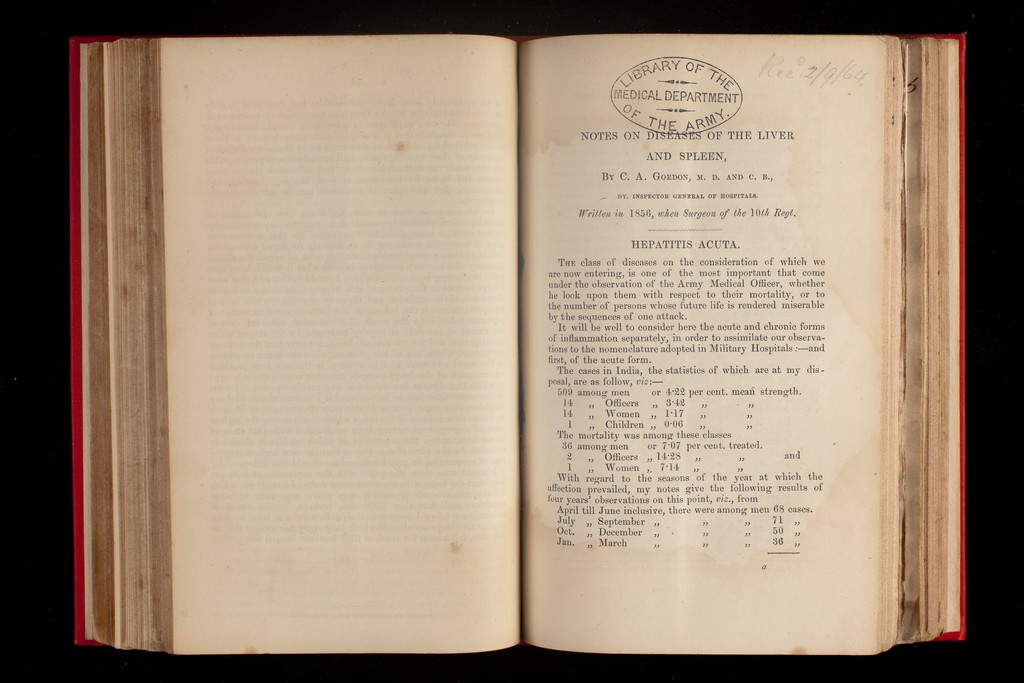 LIBRARY OF THE
MEDICAL DEPARTMENT
OF THE ARMY.
Rec^d 2/9/64
NOTES ON DISEASES OF THE LIVER
AND SPLEEN,
BY C. A. GORDON, M. D. AND C. B.,
DY. INSPECTOR GENERAL OF HOSPITALS.
Written in 1856, when Surgeon of the 10th Regt.
HEPATITIS ACUTA.
THE class of diseases on the consideration of which we
are now entering, is one of the most important that come
under the observation of the Army Medical Officer, whether
he look upon them with respect to their mortality, or to
the number of persons whose future life is rendered miserable
by the sequences of one attack.
It will be well to consider here the acute and chronic forms
of inflammation separately, in order to assimilate our observa-
tions to the nomenclature adopted in Military Hospitals:—and
first, of the acute form.
The cases in India, the statistics of which are at my dis-
posal, are as follow, viz:—
509 among men or 4·22 per cent. mean strength.
14 „ Officers „ 3·42 „ „
14 „ Women „ 1·17 „ „
1 „ Children „ 0·06 „ „
The mortality was among these classes
36 among men or 7·07 per cent. treated.
2 „ Officers „ 14·28 „ „ and
1 „ Women „ 7·14 „ „
With regard to the seasons of the year at which the
affection prevailed, my notes give the following results of
four years' observations on this point, viz., from
April till June inclusive, there were among men 68 cases.
July „ September „ „ „ 71 „
Oct. „ December „ „ „ 50 „
Jan. „ March „ „ „ 36 „
a